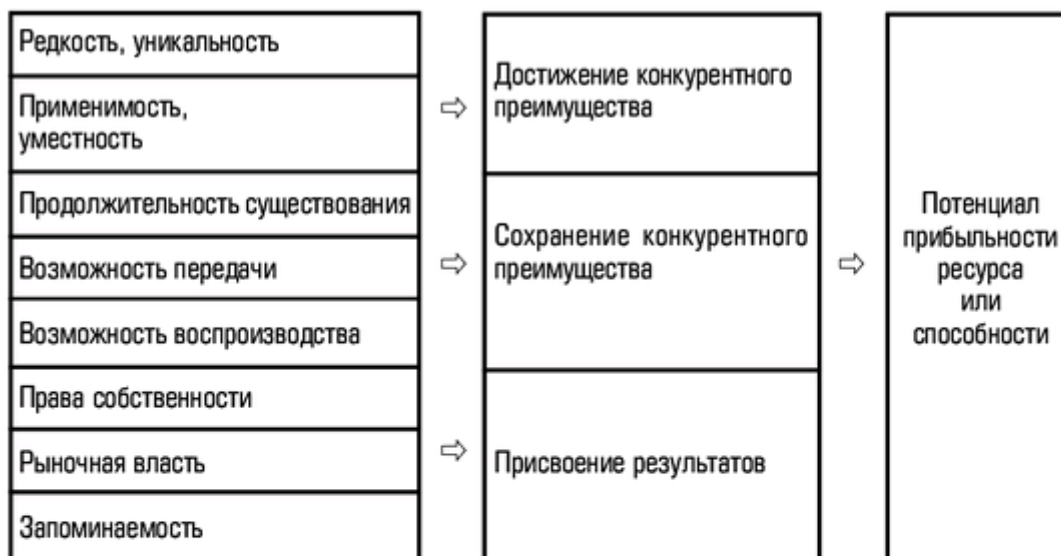 Редкость, уникальность
Применимость,
уместность
Продолжительность существования
Возможность передачи
Возможность воспроизводства
Права собственности
Рыночная власть
Запоминаемость
Достижение конкурентного
преимущества
Сохранение конкурентного
преимущества
Присвоение результатов
Потенциал
прибыльности
ресурса
или
способности